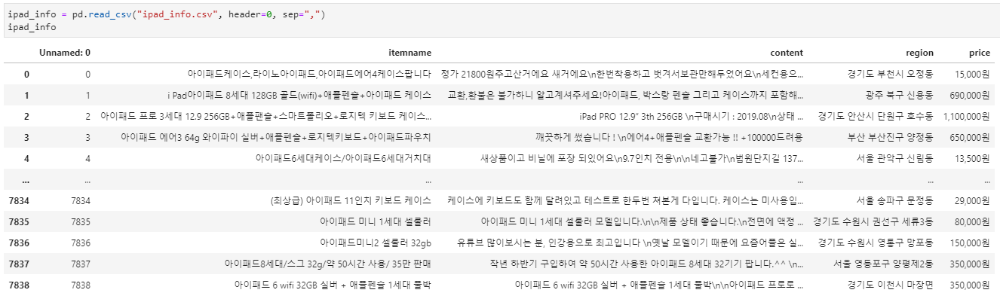 ipad_info = pd.read_csv("ipad_info.csv", header=0, sep=",")
ipad_info
Unnamed: 0 itemname content region price
0 0 아이패드케이스,라이노아이패드,아이패드에어4케이스팝니다 정가 21800원주고산거에요 새거에요\n한번착용하고 벗겨서보관만해두었어요\n세컨용으... 경기도 부천시 오정동 15,000원
1 1 i Pad아이패드 8세대 128GB 골드(wifi)+애플펜슬+아이패드 케이스 교환,환불은 불가하니 알고계셔주세요!아이패드, 박스랑 펜슬 그리고 케이스까지 포함해... 광주 북구 신용동 690,000원
2 2 아이패드 프로 3세대 12.9 256GB+애플팬슬+스마트폴리오+로지텍 키보드 케이스... iPad PRO 12.9” 3th 256GB \n구매시기 : 2019.08\n상태 ... 경기도 안산시 단원구 호수동 1,100,000원
3 3 아이패드 에어3 64g 와이파이 실버+애플펜슬+로지텍키보드+아이패드파우치 깨끗하게 썼습니다 ! \n에어4+애플펜슬 교환가능 !! +100000드려용 부산 부산진구 양정동 650,000원
4 4 아이패드6세대케이스/아이패드6세대거치대 새상품이고 비닐에 포장 되있어요\n9.7인치 전용\n\n네고불가\n법원단지길 137... 서울 관악구 신림동 13,500원
... ... ... ... ... ...
7834 7834 (최상급) 아이패드 11인치 키보드 케이스 케이스에 키보드도 함께 달려있고 테스트로 한두번 쳐본게 다입니다. 케이스는 미사용입... 서울 송파구 문정동 29,000원
7835 7835 아이패드 미니 1세대 셀룰러 아이패드 미니 1세대 셀룰러 모델입니다.\n\n제품 상태 좋습니다.\n전면에 액정 ... 경기도 수원시 권선구 세류3동 80,000원
7836 7836 아이패드미니2 셀룰러 32gb 유튜브 많이보시는 분, 인강용으로 최고입니다 \n옛날 모델이기 때문에 요즘어플은 실... 경기도 수원시 영통구 망포동 150,000원
7837 7837 아이패드8세대/스그 32g/약 50시간 사용/ 35만 판매 작년 하반기 구입하여 약 50시간 사용한 아이패드 8세대 32기기 팝니다.^^ \n... 서울 영등포구 양평제2동 350,000원
7838 7838 아이패드 6 wifi 32GB 실버 + 애플펜슬 1세대 풀박 아이패드 6 wifi 32GB 실버 + 애플펜슬 1세대 풀박\n\n아이패드 프로로 ... 경기도 이천시 마장면 350,000원